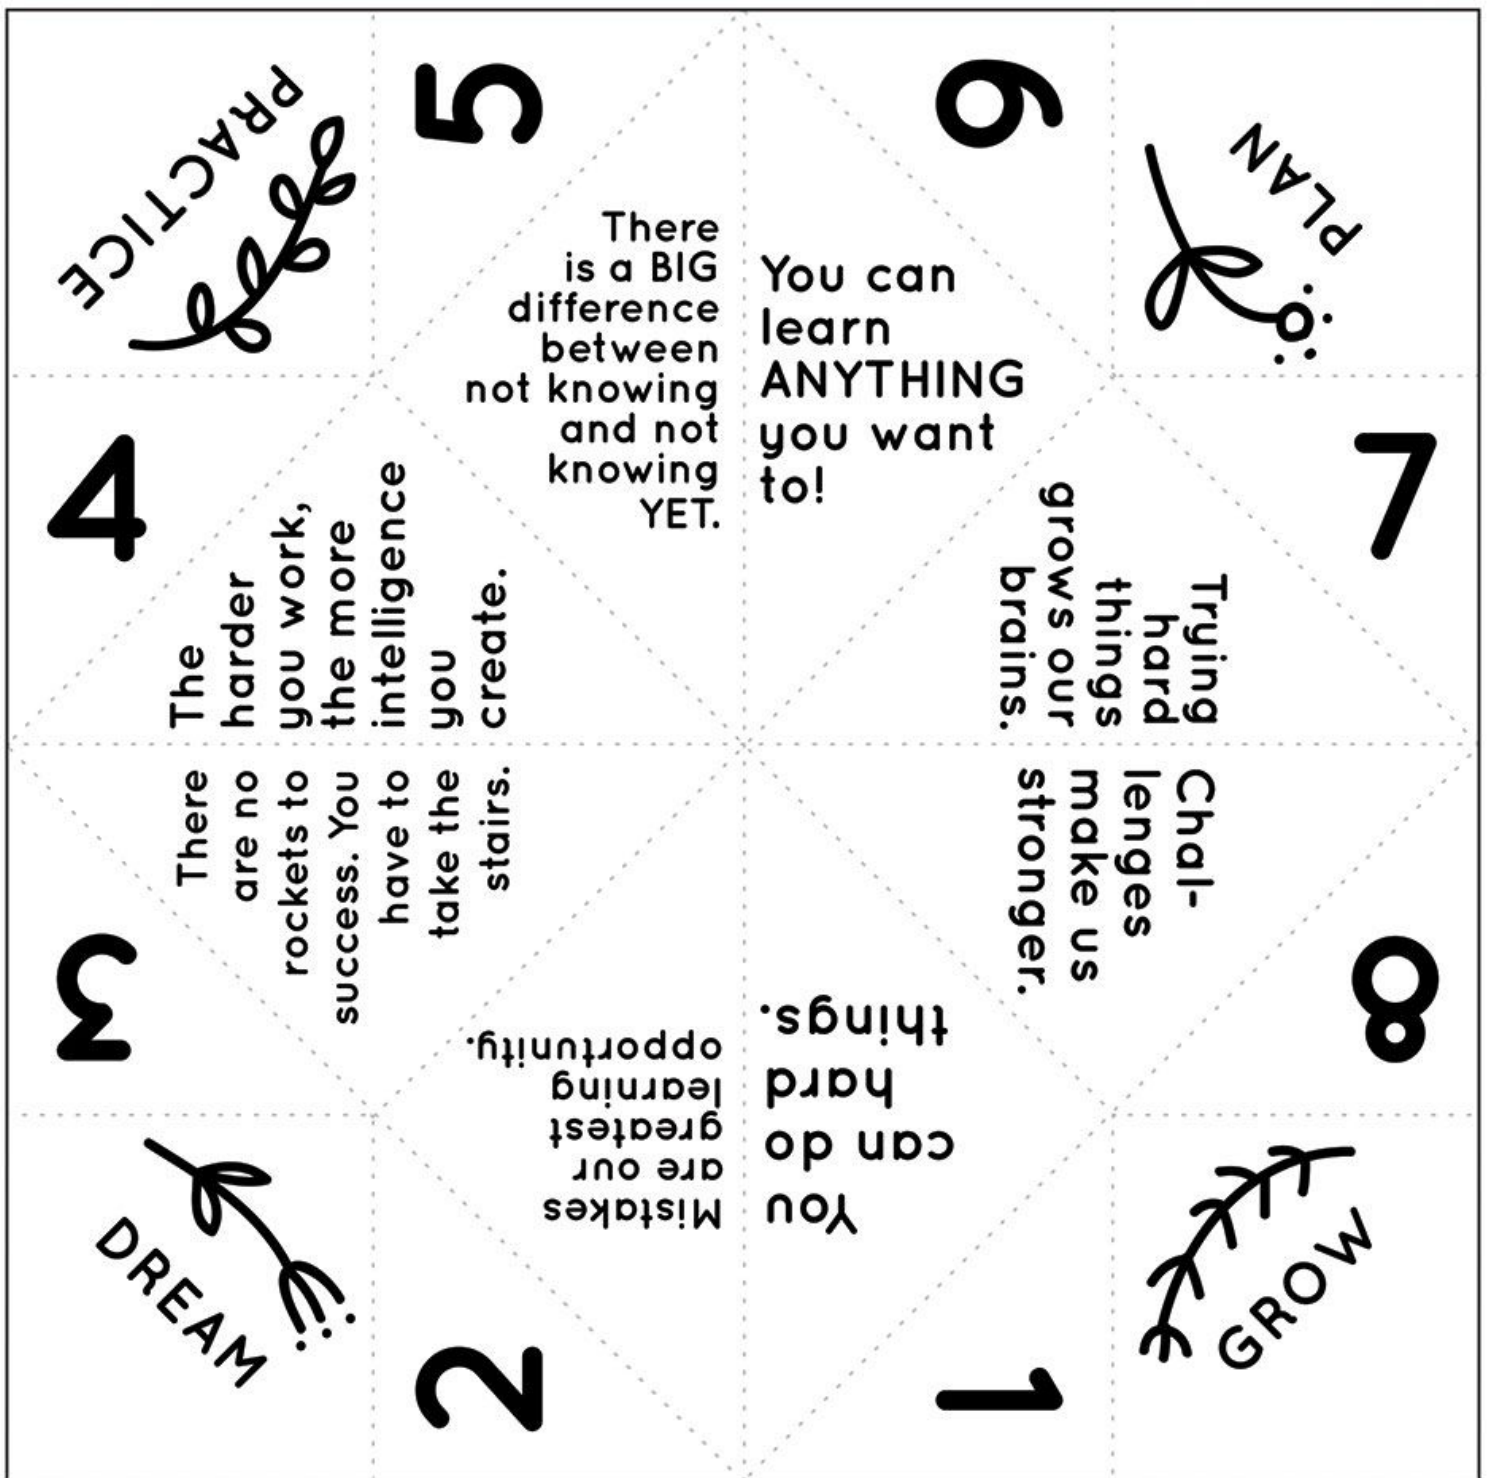 PRACTICE
5
6
PLAN
There
is a BIG
difference
between
not knowing
and not
knowing
YET.
You can
learn
ANYTHING
you want
to!
4
7
The
harder
you work,
the more
intelligence
you
create.
Trying
hard
things
grows our
brains.
There
are no
rockets to
success. You
have to
take the
stairs.
Chal-
lenges
make us
stronger.
3
8
Mistakes
are our
greatest
learning
opportunity.
You
can do
hard
things.
DREAM
2
1
GROW